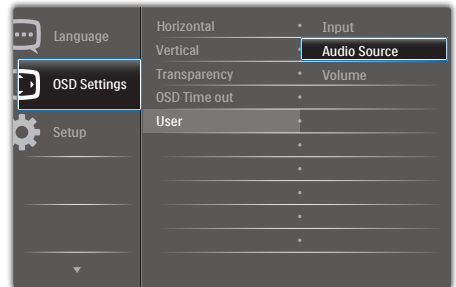 Language
OSD Settings
Setup
Horizontal
Vertical
Transparency
OSD Time out
User
Input
Audio Source
Volume